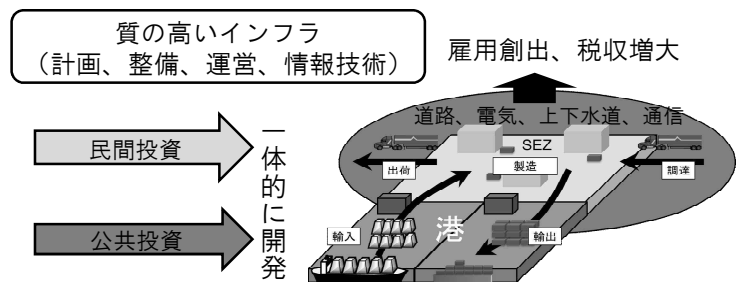 質の高いインフラ
（計画、整備、運営、情報技術）
雇用創出、税収増大
道路、電気、上下水道、通信
民間投資
公共投資
一体的に開発
SEZ
製造
出荷
調達
港
輸入
輸出